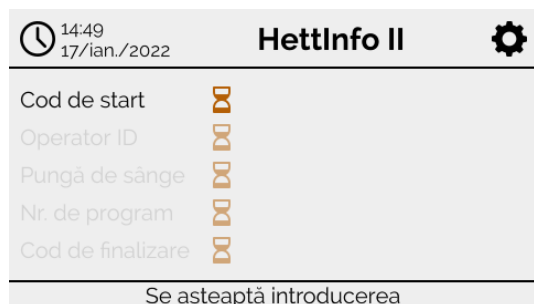 14:49
17/ian./2022
HettInfo II
Cod de start
Operator ID
Pungă de sânge
Nr. de program
Cod de finalizare
Se asteaptă introducerea